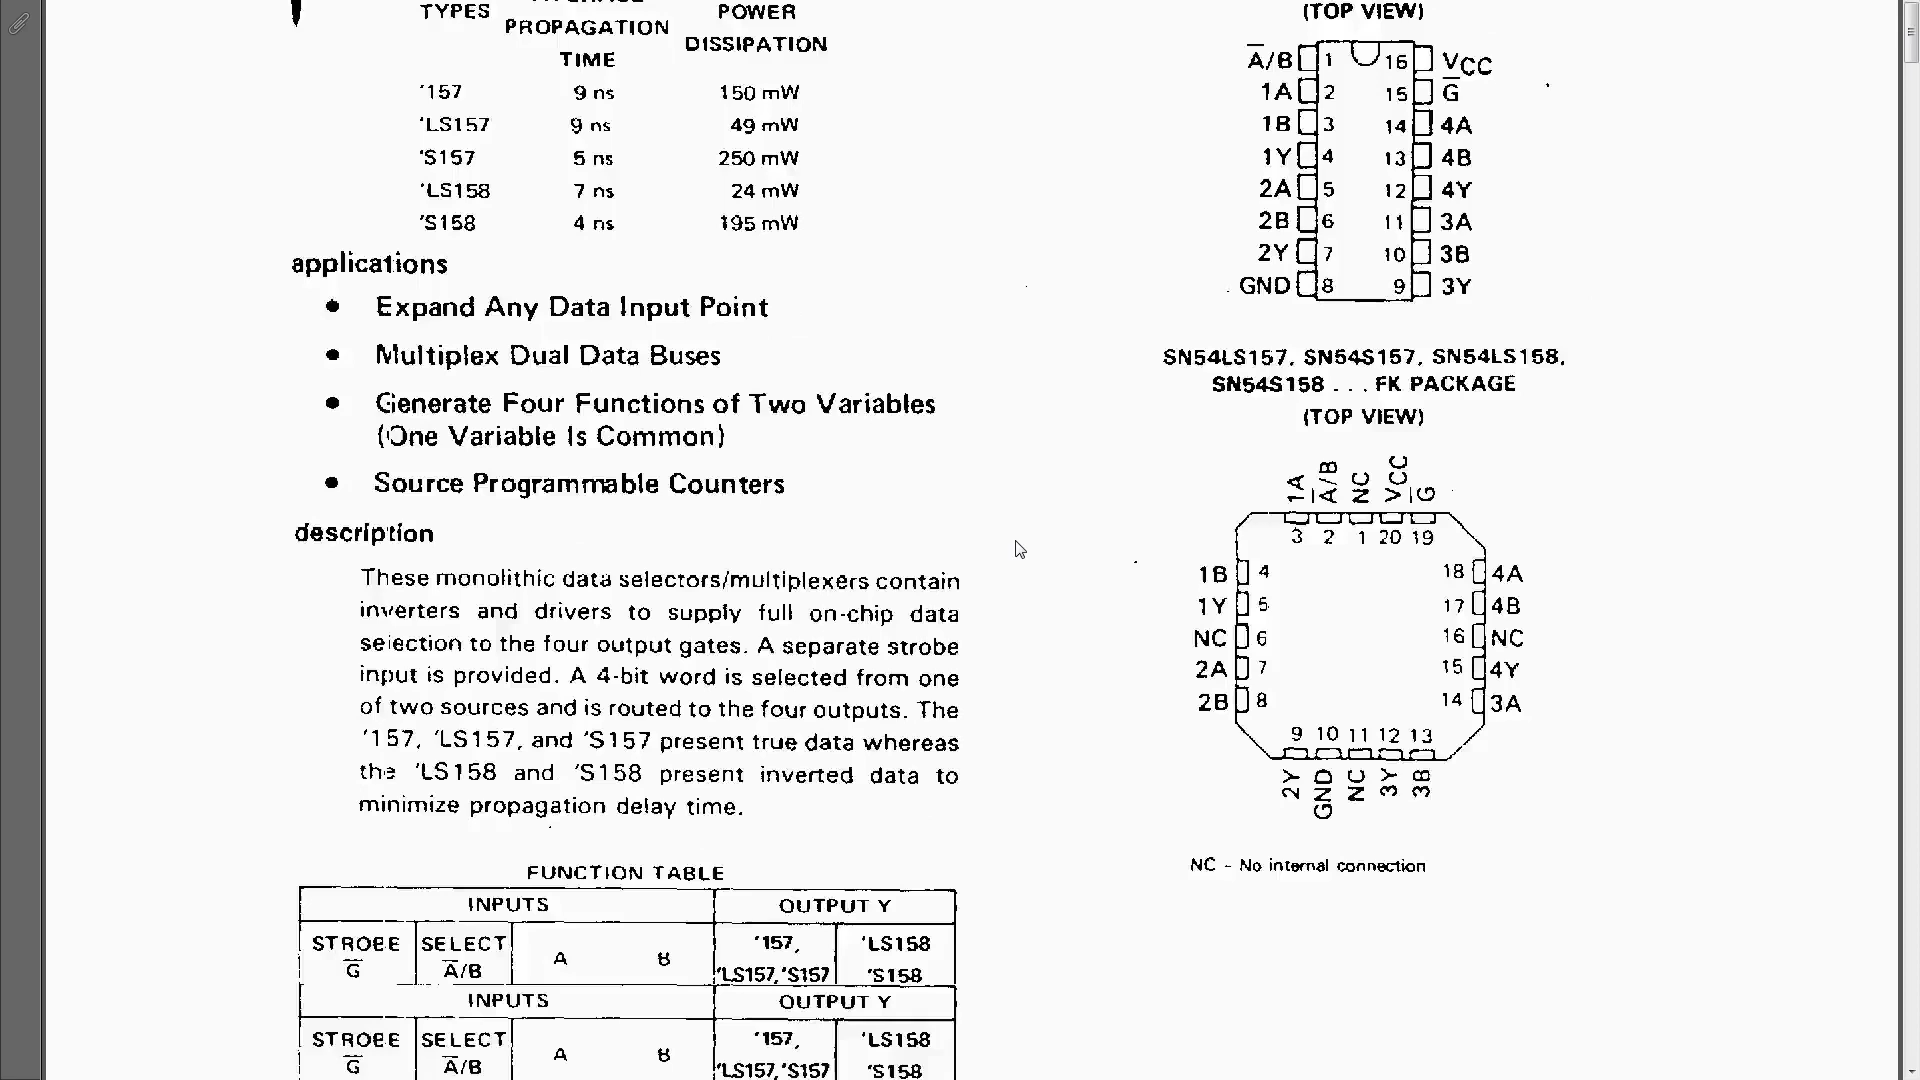 TYPES
PROPAGATION
TIME
POWER
DISSIPATION
'157 9 ns 150 mW
'LS157 9 ns 49 mW
'S157 5 ns 250 mW
'LS158 7 ns 24 mW
'S158 4 ns 195 mW
applications
• Expand Any Data Input Point
• Multiplex Dual Data Buses
• Generate Four Functions of Two Variables
(One Variable Is Common)
• Source Programmable Counters
description
These monolithic data selectors/multiplexers contain
inverters and drivers to supply full on-chip data
selection to the four output gates. A separate strobe
input is provided. A 4-bit word is selected from one
of two sources and is routed to the four outputs. The
'157, 'LS157, and 'S157 present true data whereas
the 'LS158 and 'S158 present inverted data to
minimize propagation delay time.
FUNCTION TABLE
INPUTS OUTPUT Y
STROBE SELECT A B '157, 'LS158
G̅ A̅/B 'LS157,'S157 'S158
INPUTS OUTPUT Y
STROBE SELECT A B '157, 'LS158
G̅ A̅/B 'LS157,'S157 'S158
(TOP VIEW)
A̅/B 1 16 VCC
1A 2 15 G̅
1B 3 14 4A
1Y 4 13 4B
2A 5 12 4Y
2B 6 11 3A
2Y 7 10 3B
GND 8 9 3Y
SN54LS157, SN54S157, SN54LS158,
SN54S158 . . . FK PACKAGE
(TOP VIEW)
1A A̅/B NC VCC G̅
3 2 1 20 19
1B 4 18 4A
1Y 5 17 4B
NC 6 16 NC
2A 7 15 4Y
2B 8 14 3A
9 10 11 12 13
2Y GND NC 3Y 3B
NC – No internal connection